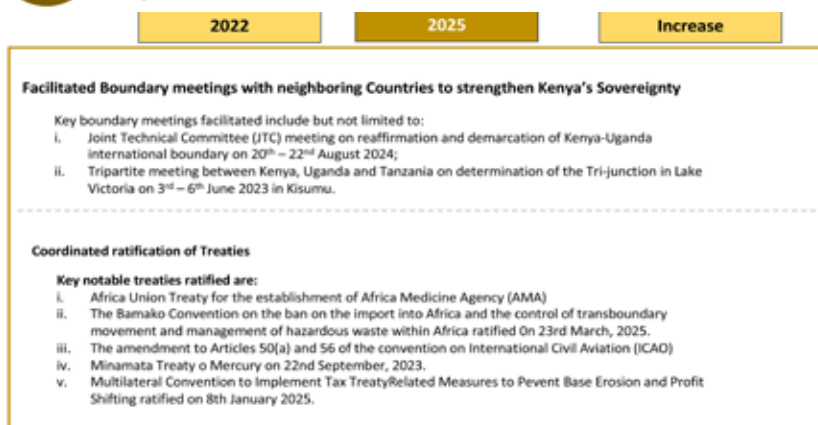 2022 2025 Increase
Facilitated Boundary meetings with neighboring Countries to strengthen Kenya's Sovereignty
Key boundary meetings facilitated include but not limited to:
i. Joint Technical Committee (JTC) meeting on reaffirmation and demarcation of Kenya-Uganda
international boundary on 20th – 22nd August 2024;
ii. Tripartite meeting between Kenya, Uganda and Tanzania on determination of the Tri-junction in Lake
Victoria on 3rd – 6th June 2023 in Kisumu.
Coordinated ratification of Treaties
Key notable treaties ratified are:
i. Africa Union Treaty for the establishment of Africa Medicine Agency (AMA)
ii. The Bamako Convention on the ban on the import into Africa and the control of transboundary
movement and management of hazardous waste within Africa ratified 0n 23rd March, 2025.
iii. The amendment to Articles 50(a) and 56 of the convention on International Civil Aviation (ICAO)
iv. Minamata Treaty o Mercury on 22nd September, 2023.
v. Multilateral Convention to Implement Tax TreatyRelated Measures to Pevent Base Erosion and Profit
Shifting ratified on 8th January 2025.